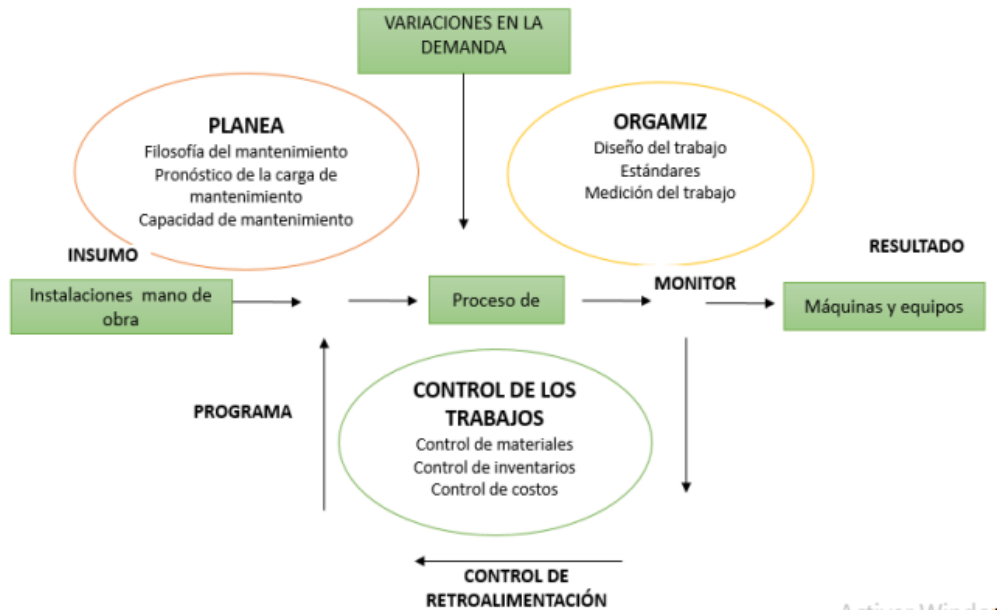 VARIACIONES EN LA
DEMANDA
PLANEA
Filosofía del mantenimiento
Pronóstico de la carga de
mantenimiento
Capacidad de mantenimiento
ORGAMIZ
Diseño del trabajo
Estándares
Medición del trabajo
INSUMO
RESULTADO
Instalaciones mano de
obra
Proceso de
MONITOR
Máquinas y equipos
PROGRAMA
CONTROL DE LOS
TRABAJOS
Control de materiales
Control de inventarios
Control de costos
CONTROL DE
RETROALIMENTACIÓN